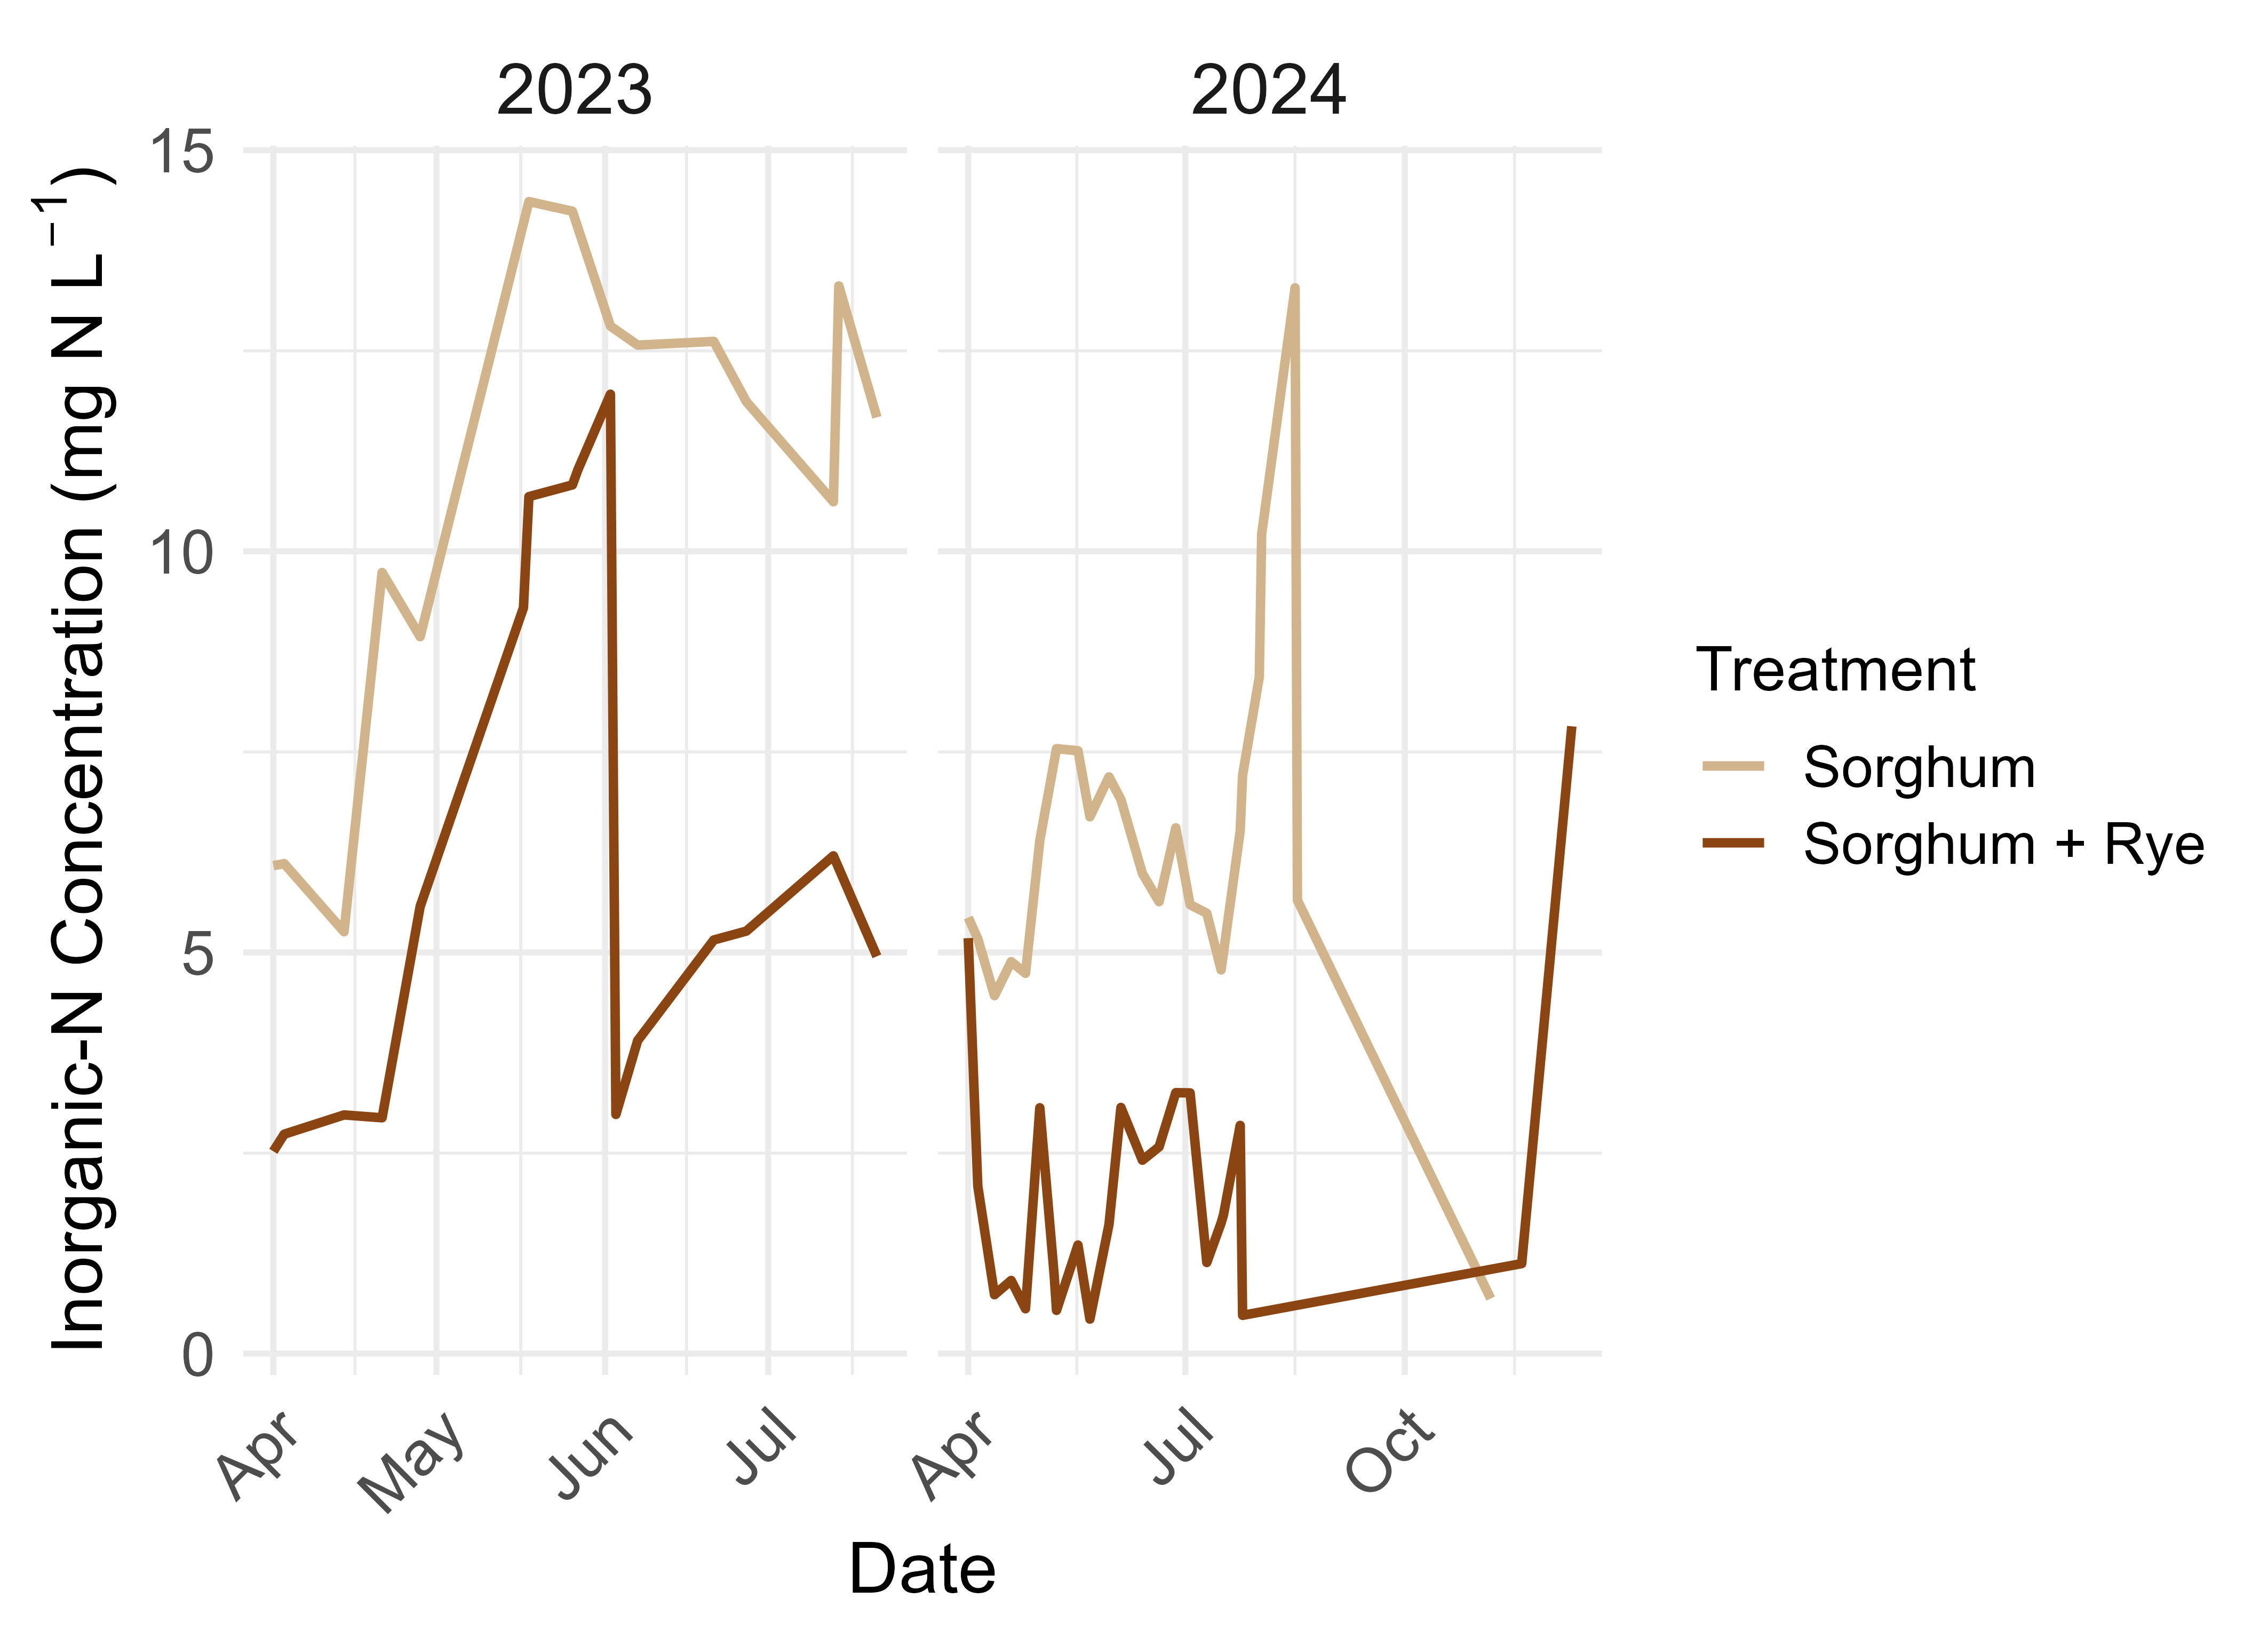 2023 2024
Inorganic-N Concentration (mg N L⁻¹)
15
10
5
0
Apr May Jun Jul Apr Jul Oct
Date
Treatment
Sorghum
Sorghum + Rye